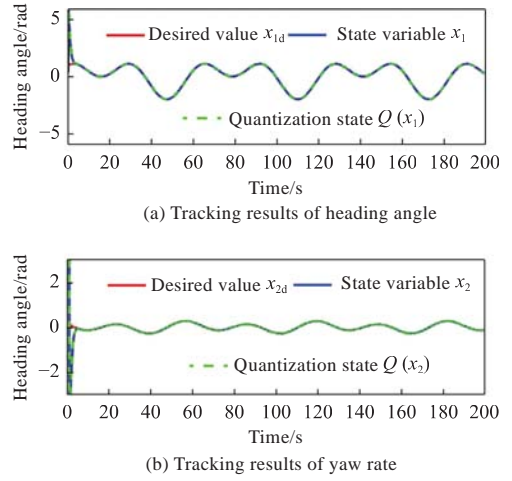 Heading angle/rad
5
0
−5
Desired value x1d
State variable x1
Quantization state Q (x1)
0 20 40 60 80 100 120 140 160 180 200
Time/s
(a) Tracking results of heading angle
Heading angle/rad
2
0
−2
Desired value x2d
State variable x2
Quantization state Q (x2)
0 20 40 60 80 100 120 140 160 180 200
Time/s
(b) Tracking results of yaw rate